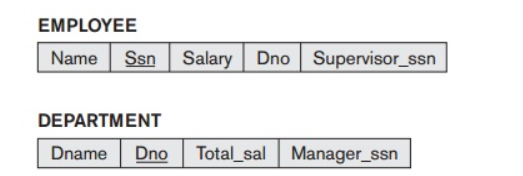 EMPLOYEE
Name Ssn Salary Dno Supervisor_ssn
DEPARTMENT
Dname Dno Total_sal Manager_ssn